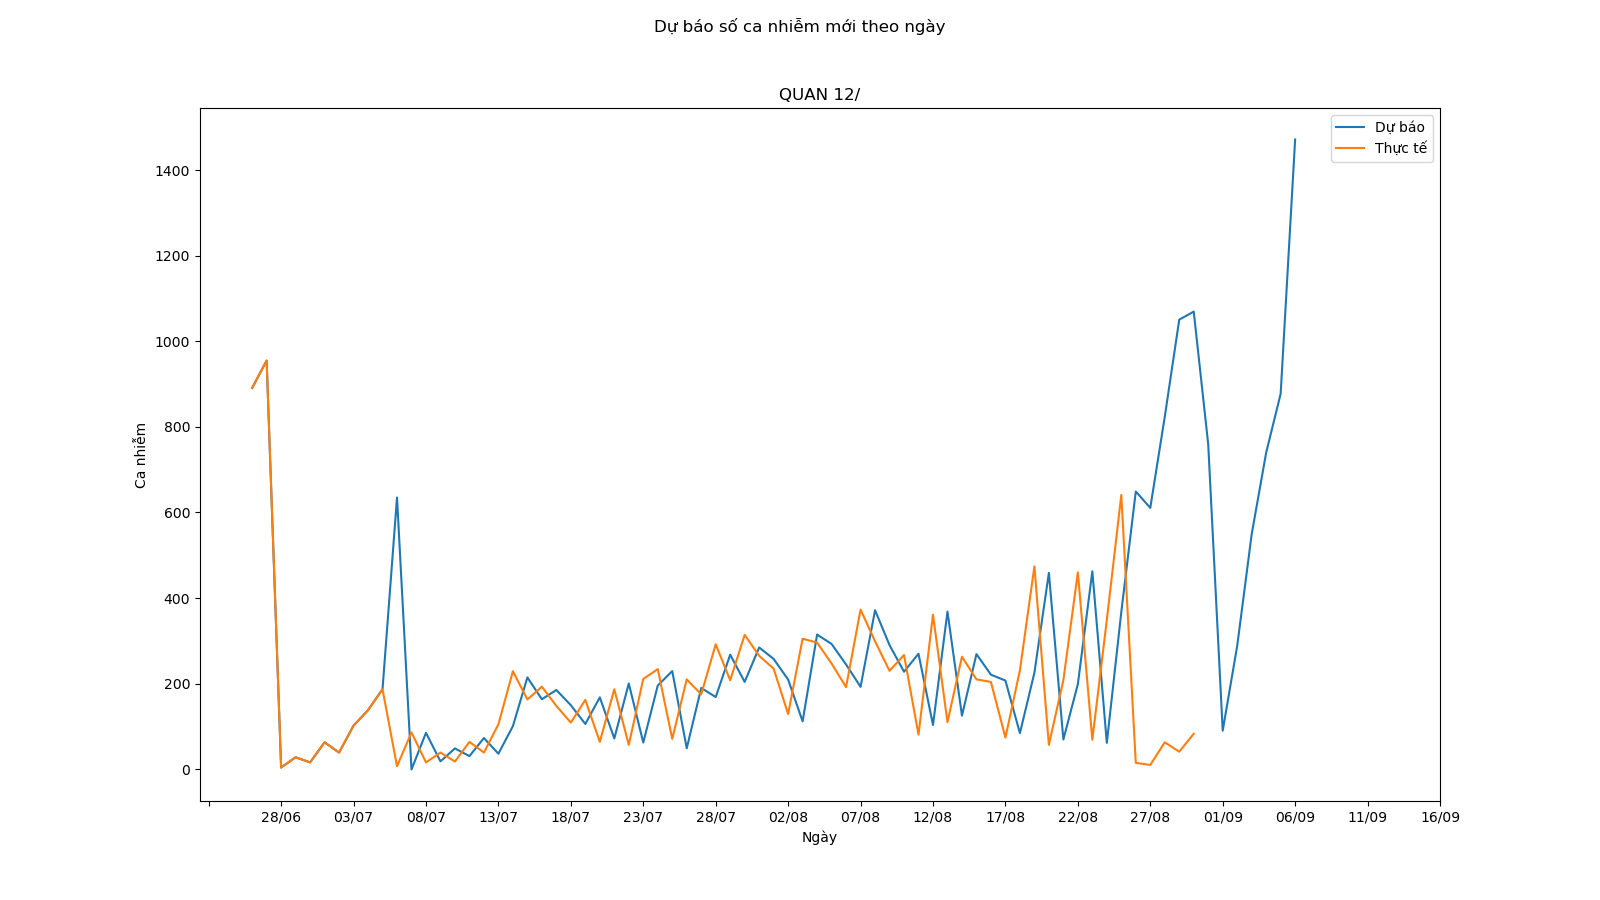 Dự báo số ca nhiễm mới theo ngày
QUAN 12/
Dự báo
Thực tế
1400
1200
1000
800
600
400
200
0
Ca nhiễm
28/06 03/07 08/07 13/07 18/07 23/07 28/07 02/08 07/08 12/08 17/08 22/08 27/08 01/09 06/09 11/09 16/09
Ngày